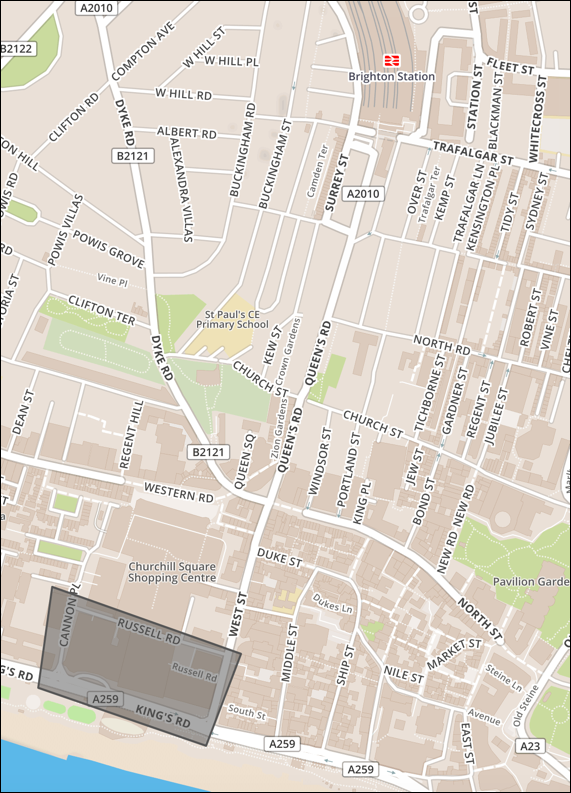 A2010
B2122
COMPTON AVE
W HILL ST
W HILL PL
Brighton Station
STATION ST
FLEET ST
CLIFTON RD
W HILL RD
DYKE RD
BUCKINGHAM RD
BUCKINGHAM ST
BLACKMAN ST
WHITECROSS ST
ALBERT RD
B2121
ALEXANDRA VILLAS
Camden Ter
SURREY ST
TRAFALGAR ST
A2010
OVER ST
Trafalgar Ter
KEMP ST
TRAFALGAR LN
KENSINGTON PL
TIDY ST
SYDNEY ST
POWIS VILLAS
POWIS GROVE
Vine Pl
CLIFTON TER
St Paul's CE
Primary School
KEW ST
Crown Gardens
QUEEN'S RD
NORTH RD
ROBERT ST
VINE ST
DYKE RD
CHURCH ST
TICHBORNE ST
GARDNER ST
REGENT ST
JUBILEE ST
DEAN ST
REGENT HILL
Zion Gardens
QUEEN'S RD
CHURCH ST
B2121
QUEEN SQ
WINDSOR ST
PORTLAND ST
KING PL
JEW ST
BOND ST
NEW RD
NEW RD
WESTERN RD
Churchill Square
Shopping Centre
DUKE ST
Pavilion Garde
CANNON PL
RUSSELL RD
WEST ST
Dukes Ln
NORTH ST
MIDDLE ST
SHIP ST
MARKET ST
Russell Rd
NILE ST
Steine Ln
G'S RD
A259
KING'S RD
South St
Avenue
Old Steine
EAST ST
A259
A259
A23